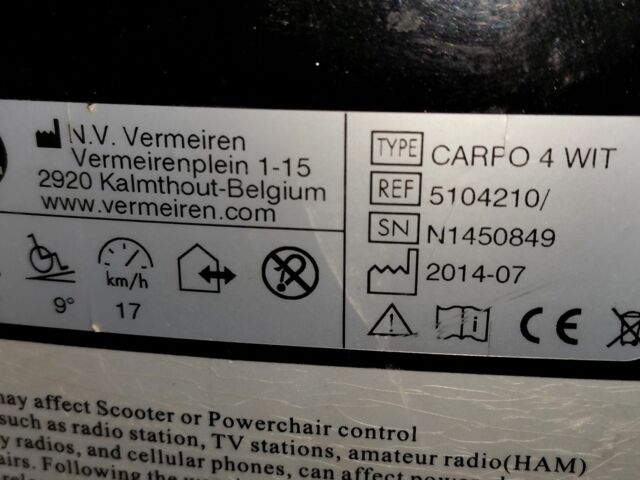 N.V. Vermeiren
Vermeirenplein 1-15
2920 Kalmthout-Belgium
www.vermeiren.com
TYPE CARPO 4 WIT
REF 5104210/
SN N1450849
2014-07
km/h
9°
17
CE
may affect Scooter or Powerchair control
such as radio station, TV stations, amateur radio(HAM)
radios, and cellular phones, can affect
Following the